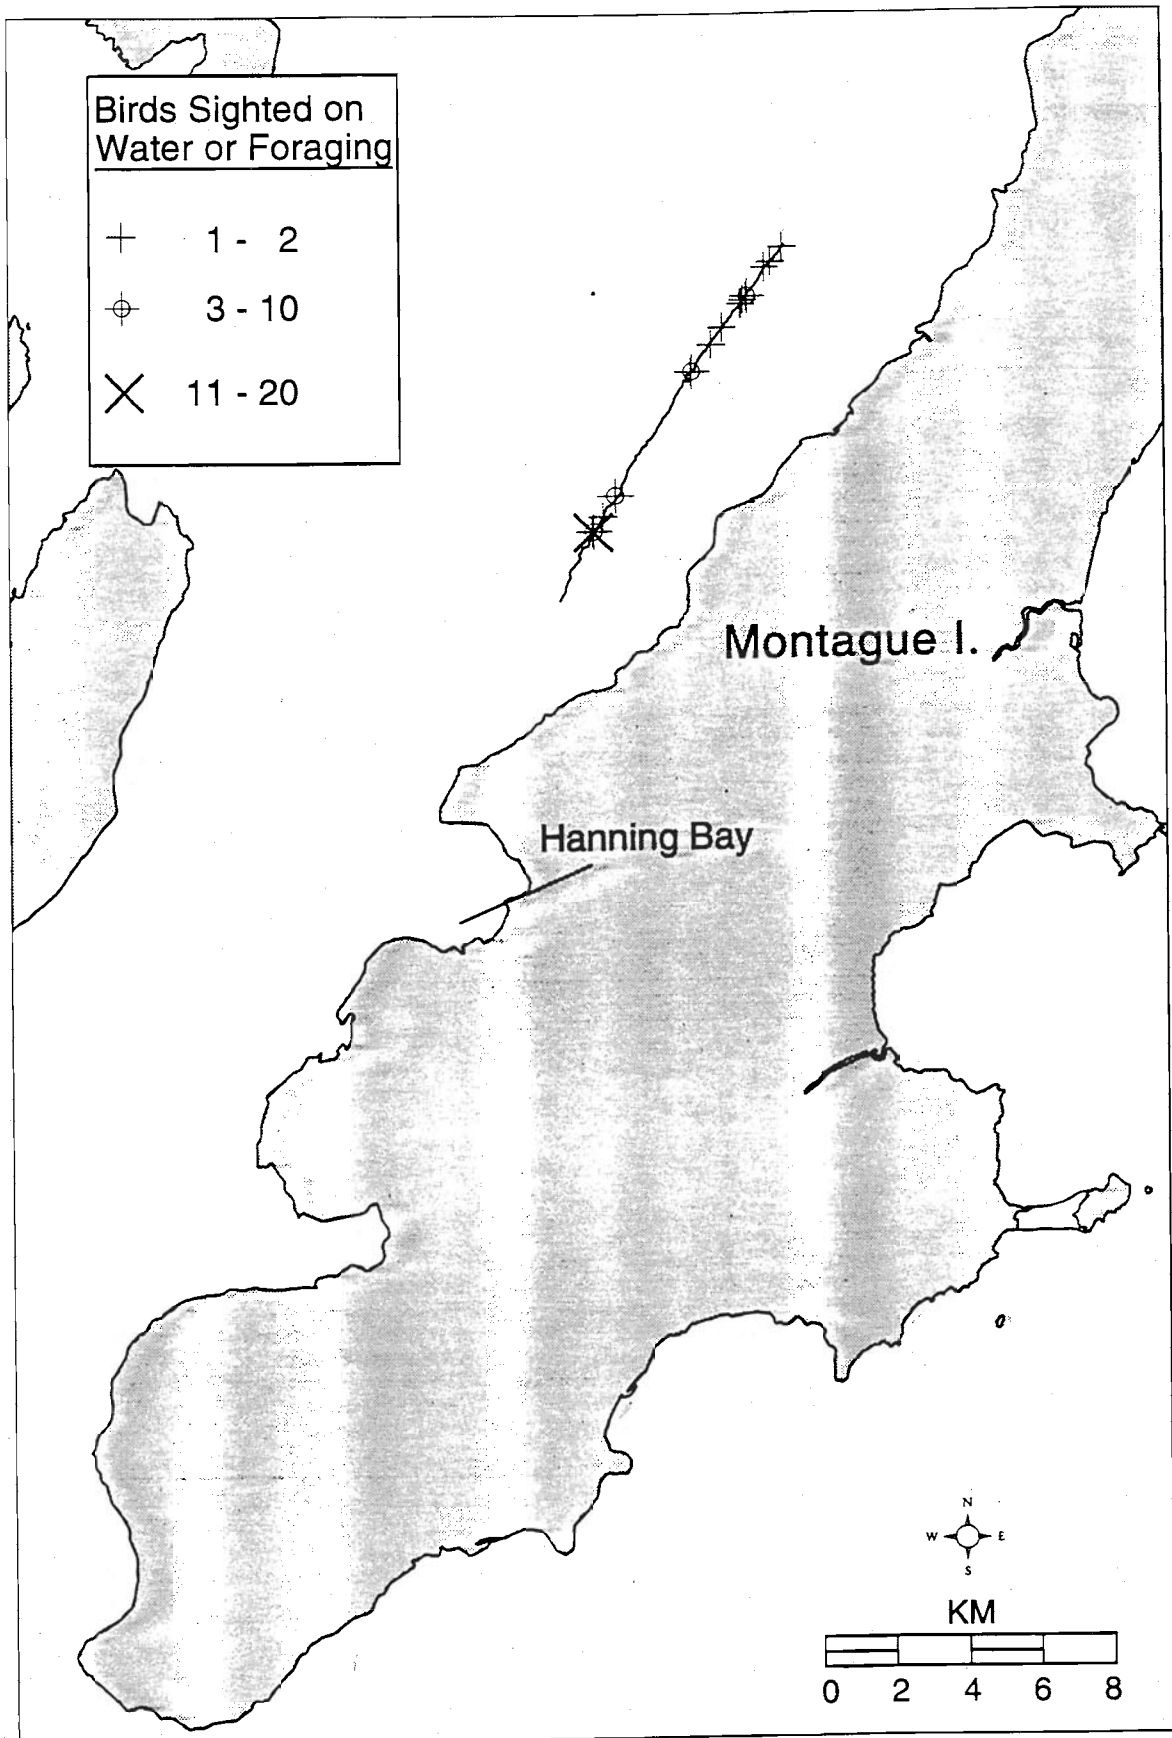 Birds Sighted on
Water or Foraging
1 - 2
3 - 10
11 - 20
Montague I.
Hanning Bay
N
W E
S
KM
0 2 4 6 8